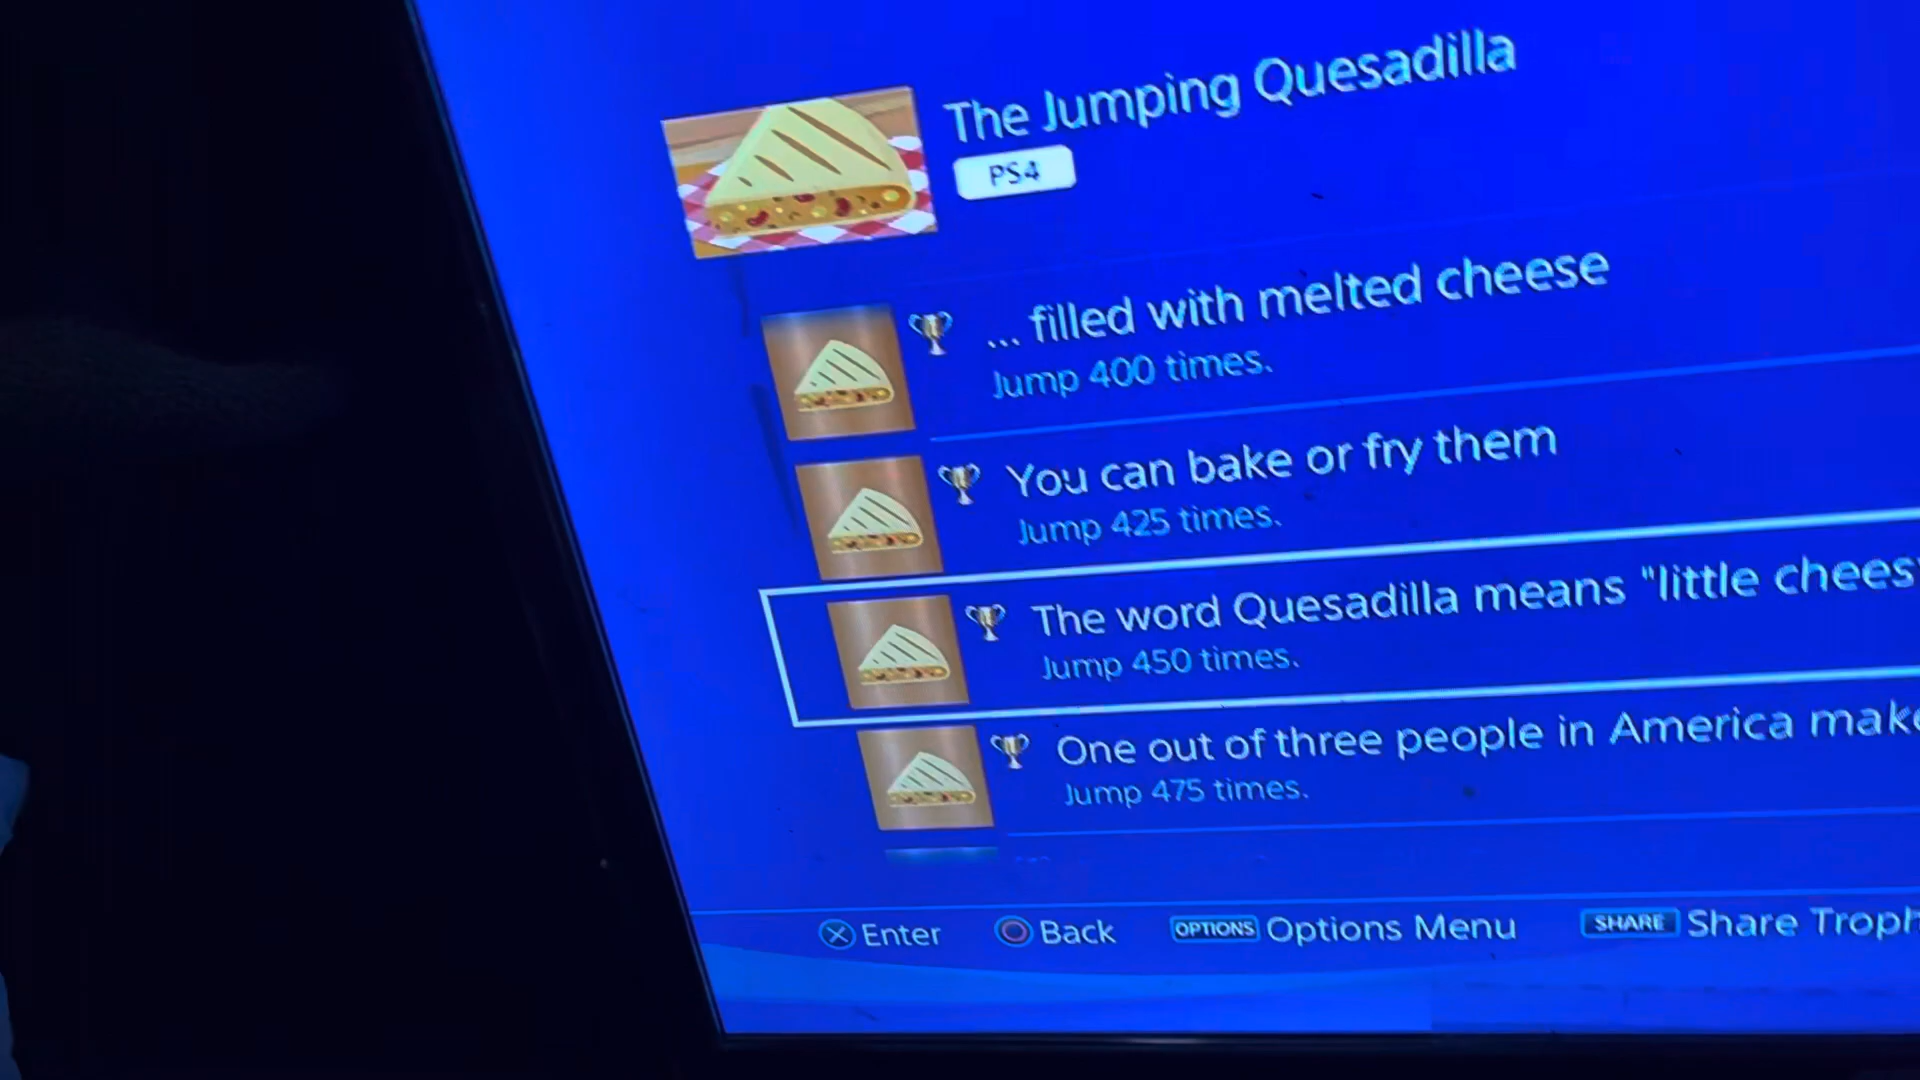 The Jumping Quesadilla
PS4
... filled with melted cheese
Jump 400 times.
You can bake or fry them
Jump 425 times.
The word Quesadilla means "little chees
Jump 450 times.
One out of three people in America make
Jump 475 times.
Enter Back OPTIONS Options Menu SHARE Share Troph